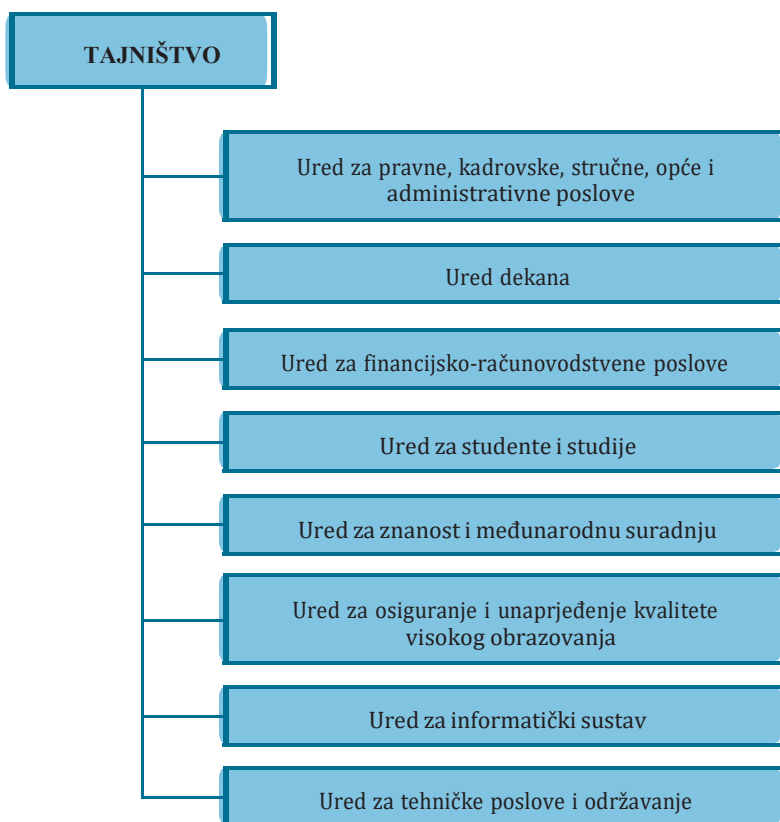 TAJNIŠTVO
Ured za pravne, kadrovske, stručne, opće i
administrativne poslove
Ured dekana
Ured za financijsko-računovodstvene poslove
Ured za studente i studije
Ured za znanost i međunarodnu suradnju
Ured za osiguranje i unaprjeđenje kvalitete
visokog obrazovanja
Ured za informatički sustav
Ured za tehničke poslove i održavanje